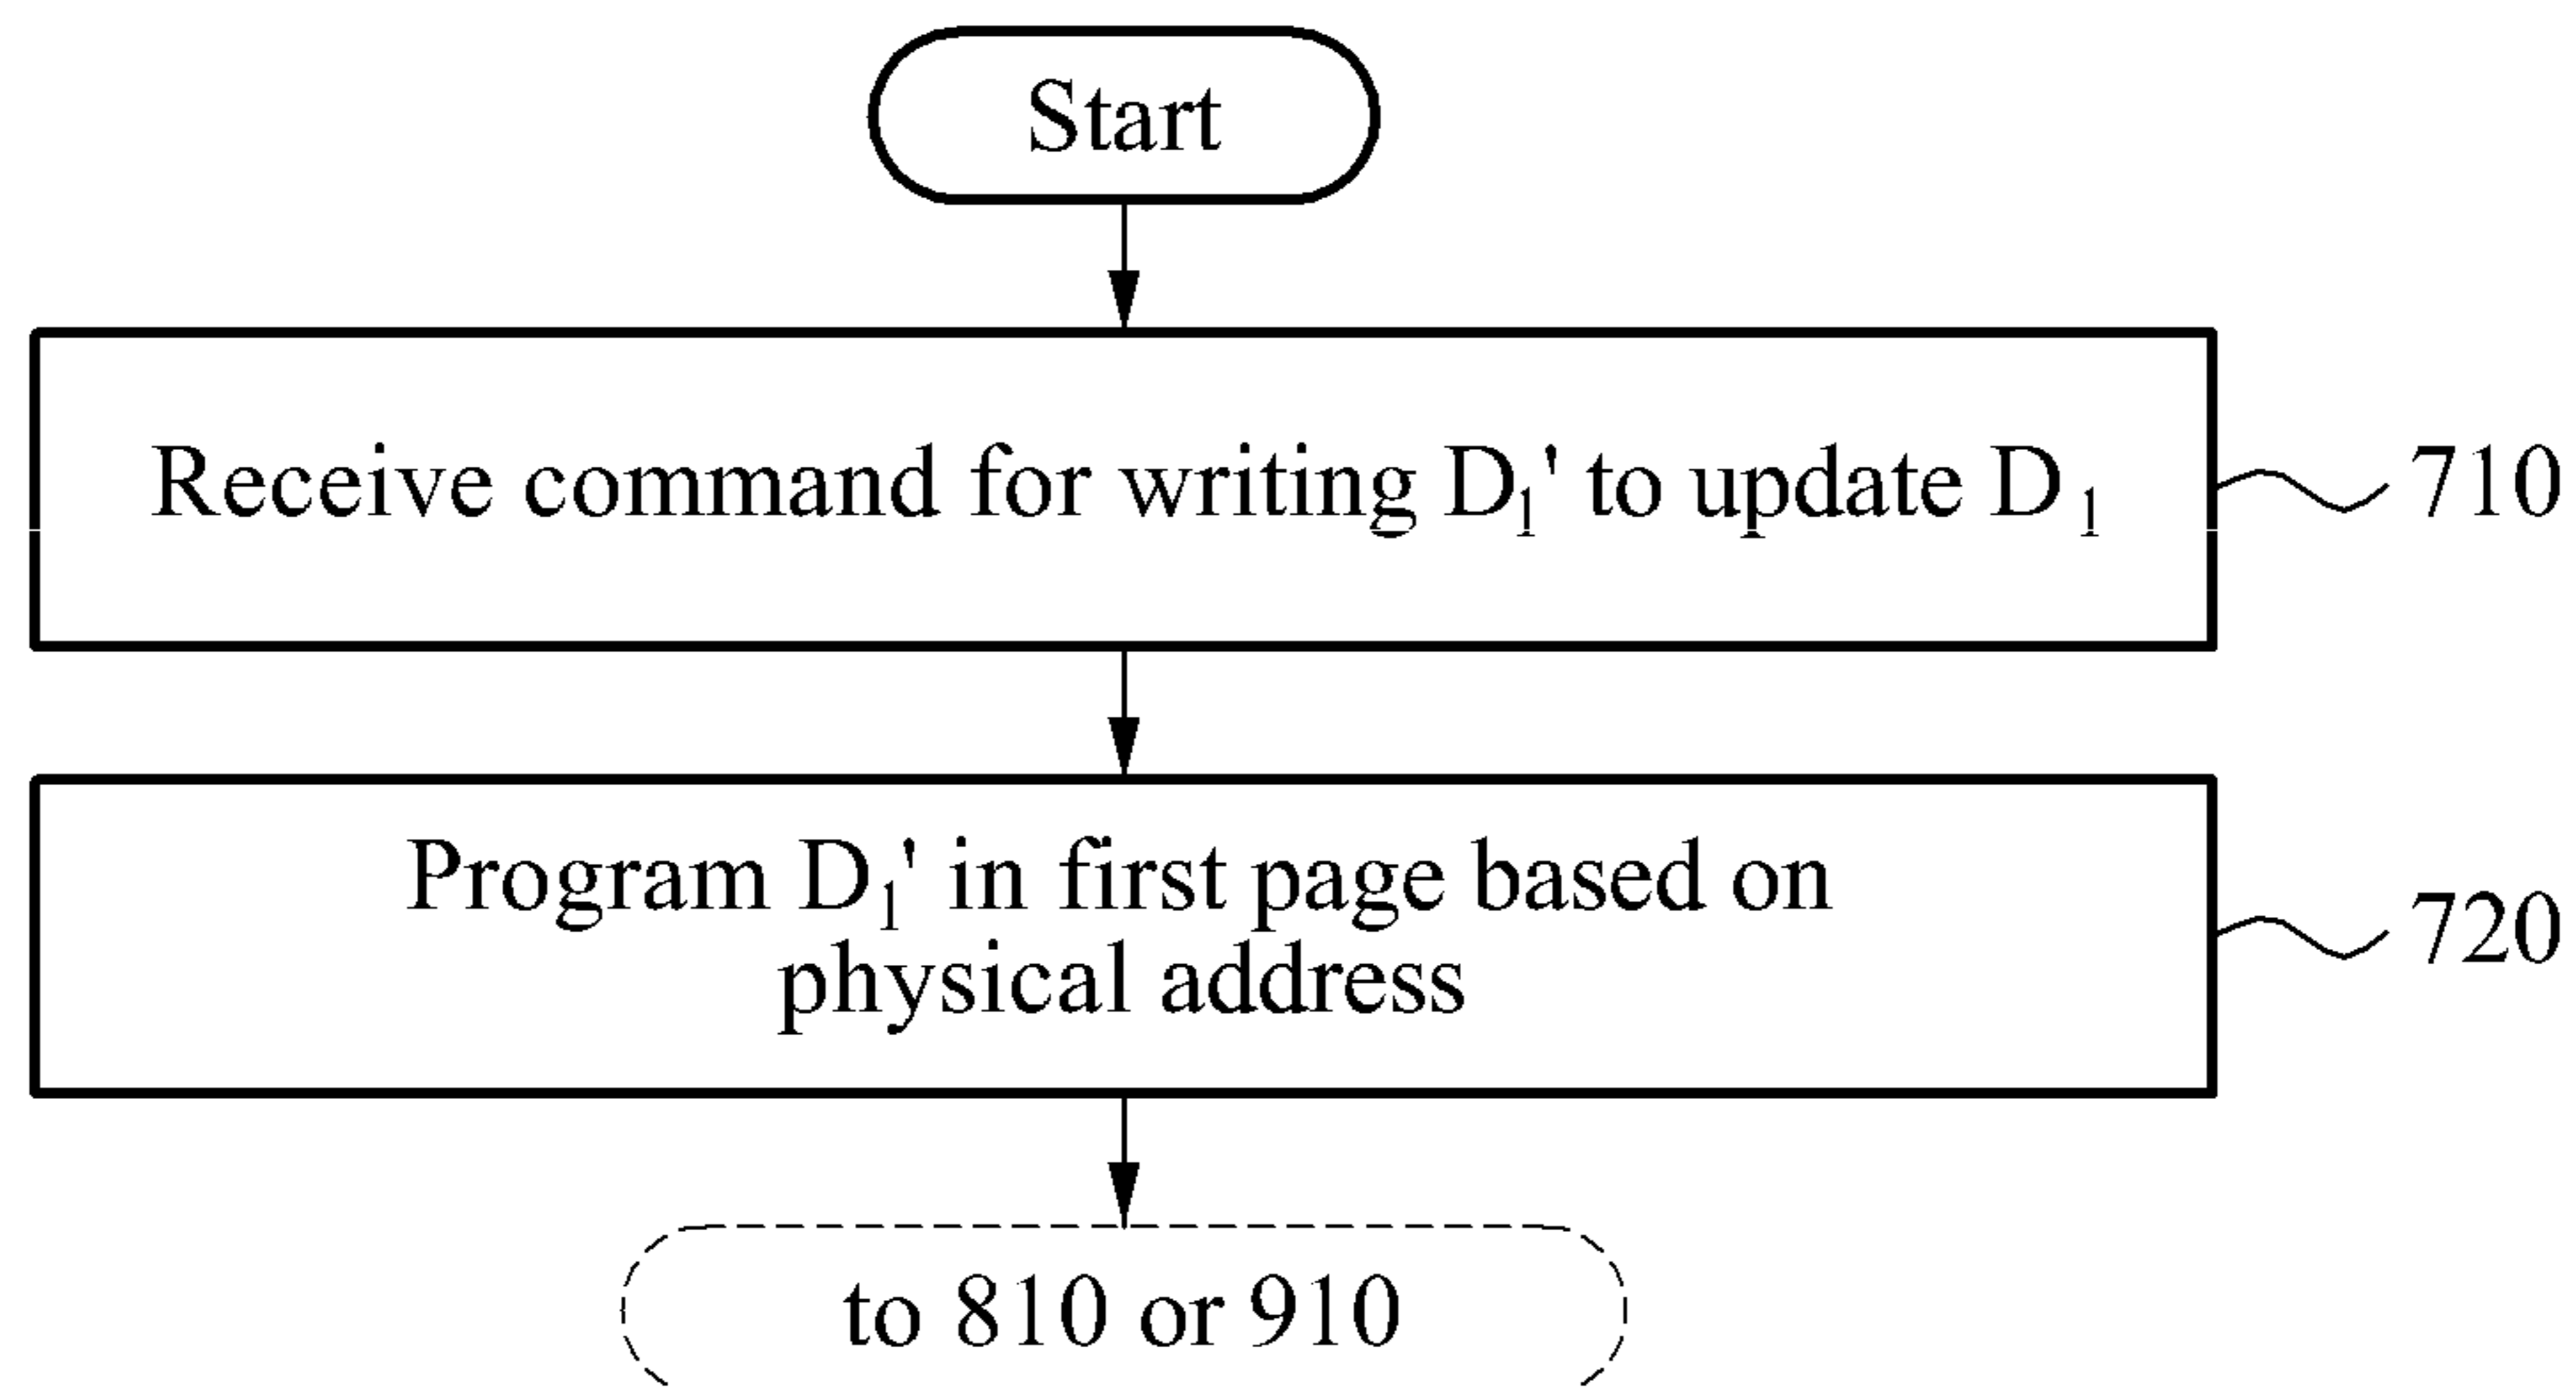 Start
Receive command for writing D₁' to update D₁
710
Program D₁' in first page based on
physical address
720
to 810 or 910